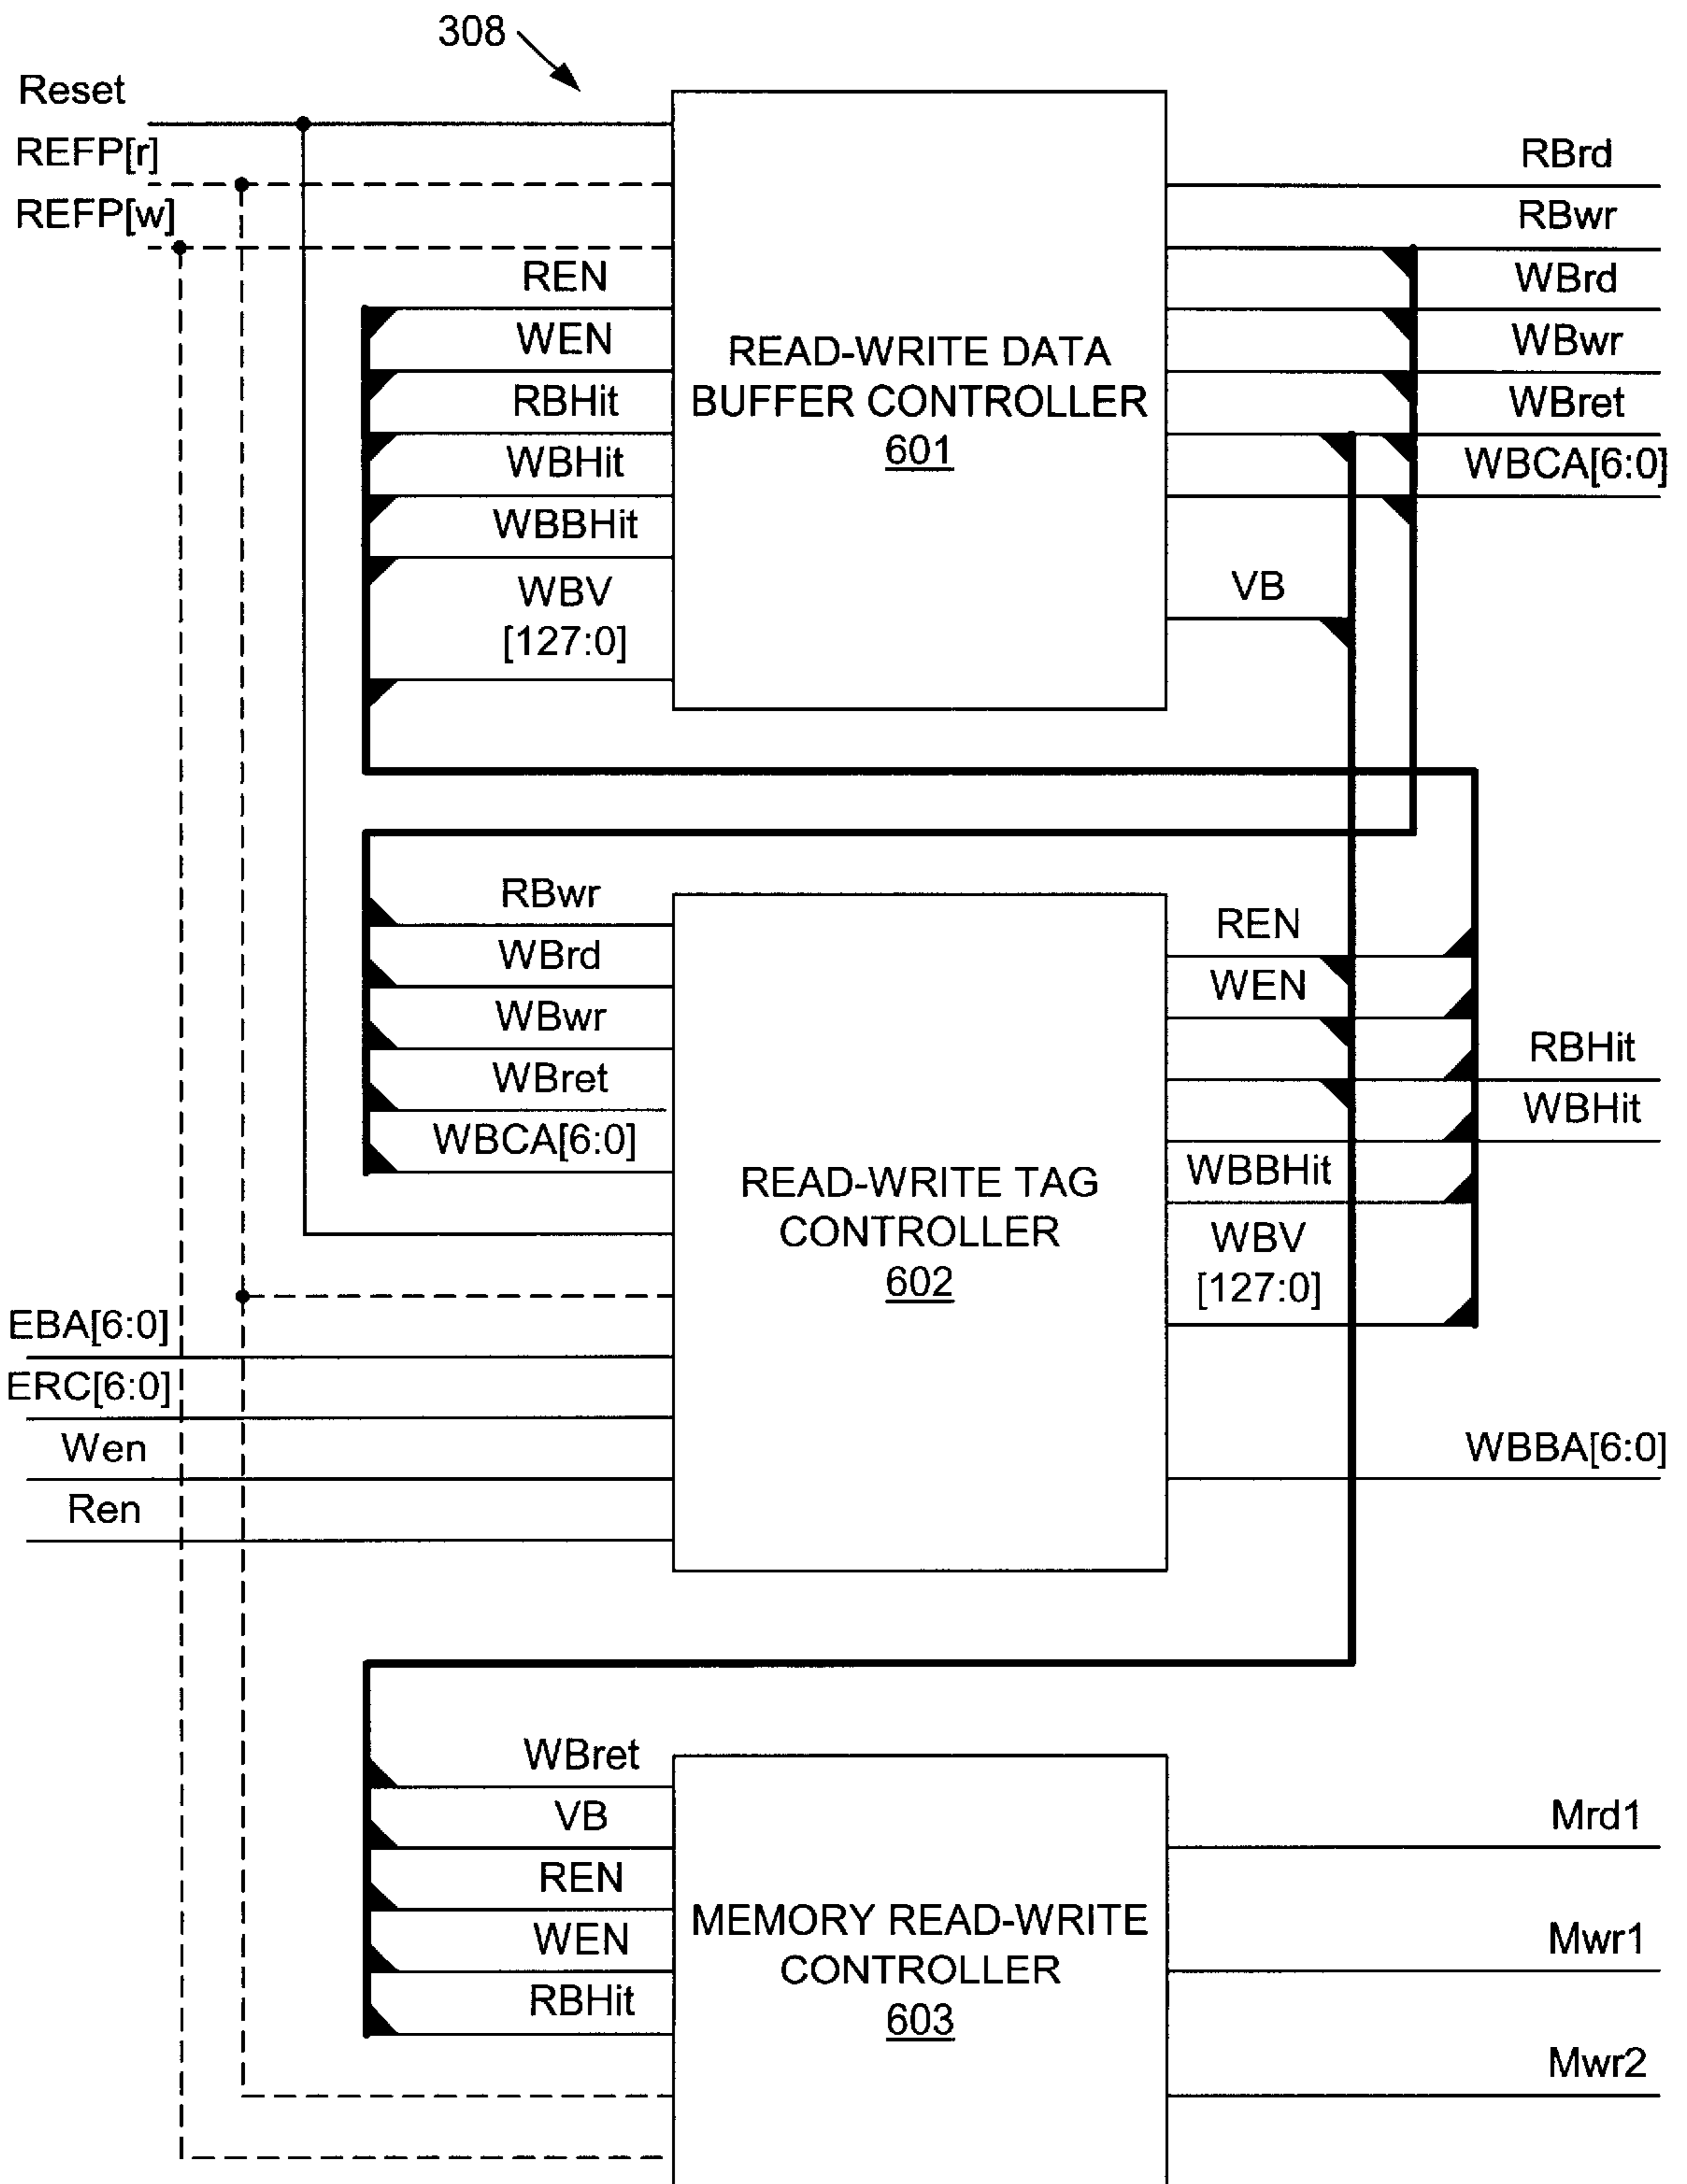 308
Reset
REFP[r]
REFP[w]
REN
WEN
RBHit
WBHit
WBBHit
WBV
[127:0]
READ-WRITE DATA
BUFFER CONTROLLER
601
RBrd
RBwr
WBrd
WBwr
WBret
WBCA[6:0]
VB
RBwr
WBrd
WBwr
WBret
WBCA[6:0]
EBA[6:0]
ERC[6:0]
Wen
Ren
READ-WRITE TAG
CONTROLLER
602
REN
WEN
RBHit
WBHit
WBBHit
WBV
[127:0]
WBBA[6:0]
WBret
VB
REN
WEN
RBHit
MEMORY READ-WRITE
CONTROLLER
603
Mrd1
Mwr1
Mwr2